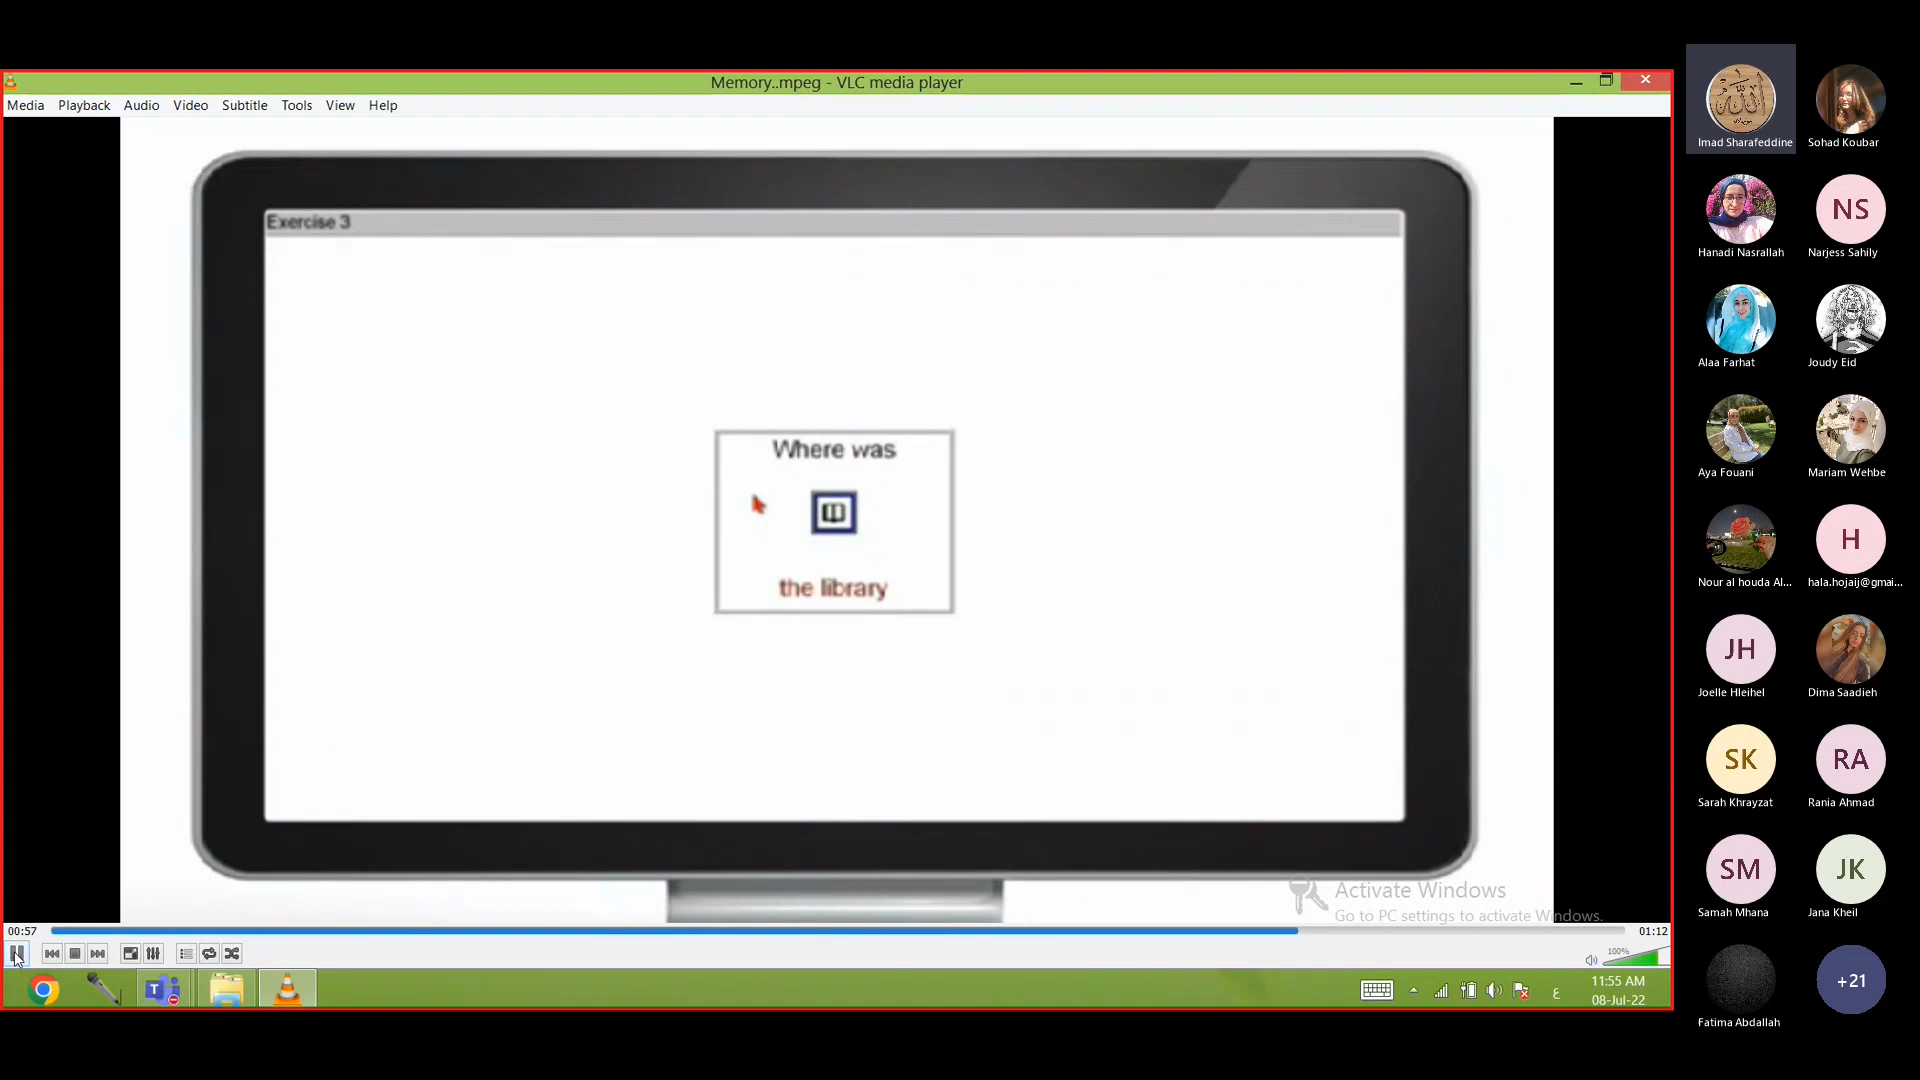 Memory..mpeg - VLC media player
Media Playback Audio Video Subtitle Tools View Help
Exercise 3
Where was
the library
Activate Windows
Go to PC settings to activate Windows.
00:57
01:12
100%
T
ع
11:55 AM
08-Jul-22
Imad Sharafeddine
Sohad Koubar
NS
Hanadi Nasrallah
Narjess Sahily
Alaa Farhat
Joudy Eid
Aya Fouani
Mariam Wehbe
H
Nour al houda Al...
hala.hojaij@gmai...
JH
Joelle Hleihel
Dima Saadieh
SK
RA
Sarah Khrayzat
Rania Ahmad
SM
JK
Samah Mhana
Jana Kheil
+21
Fatima Abdallah